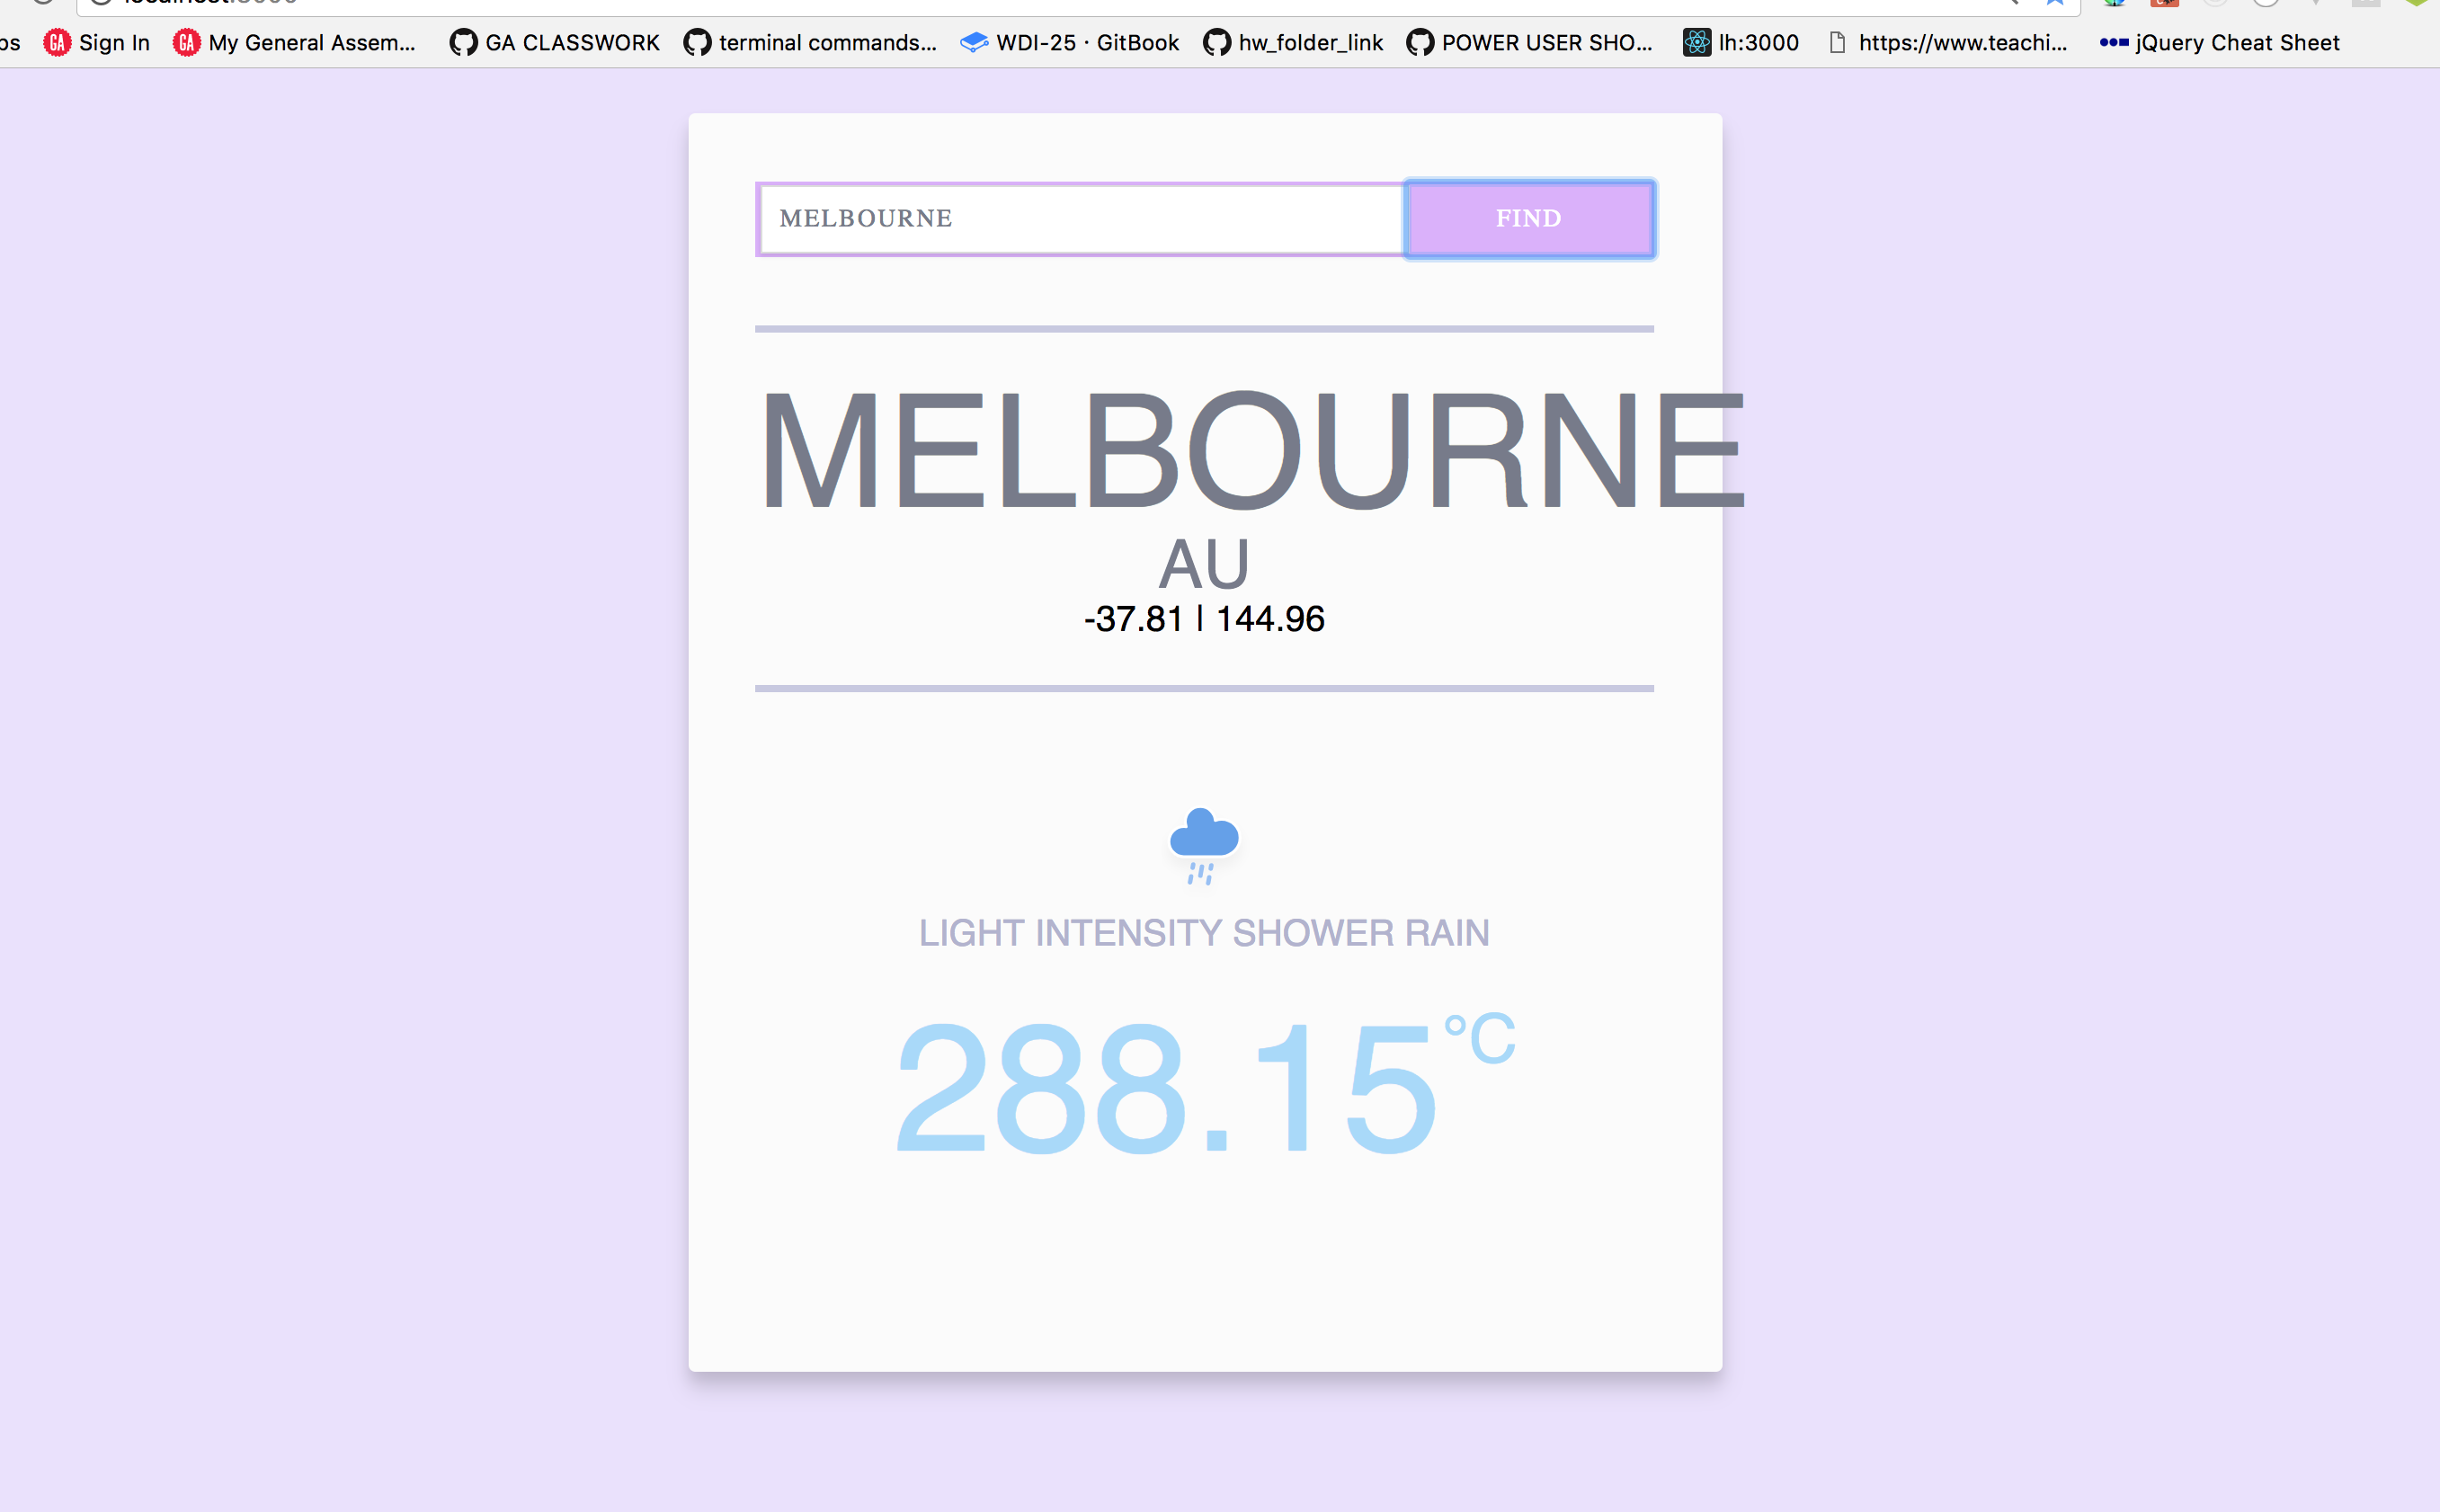 ps GA Sign In GA My General Assem... GA CLASSWORK terminal commands... WDI-25 · GitBook hw_folder_link POWER USER SHO... lh:3000 https://www.teachi... jQuery Cheat Sheet
MELBOURNE FIND
MELBOURNE
AU
-37.81 | 144.96
LIGHT INTENSITY SHOWER RAIN
288.15°C